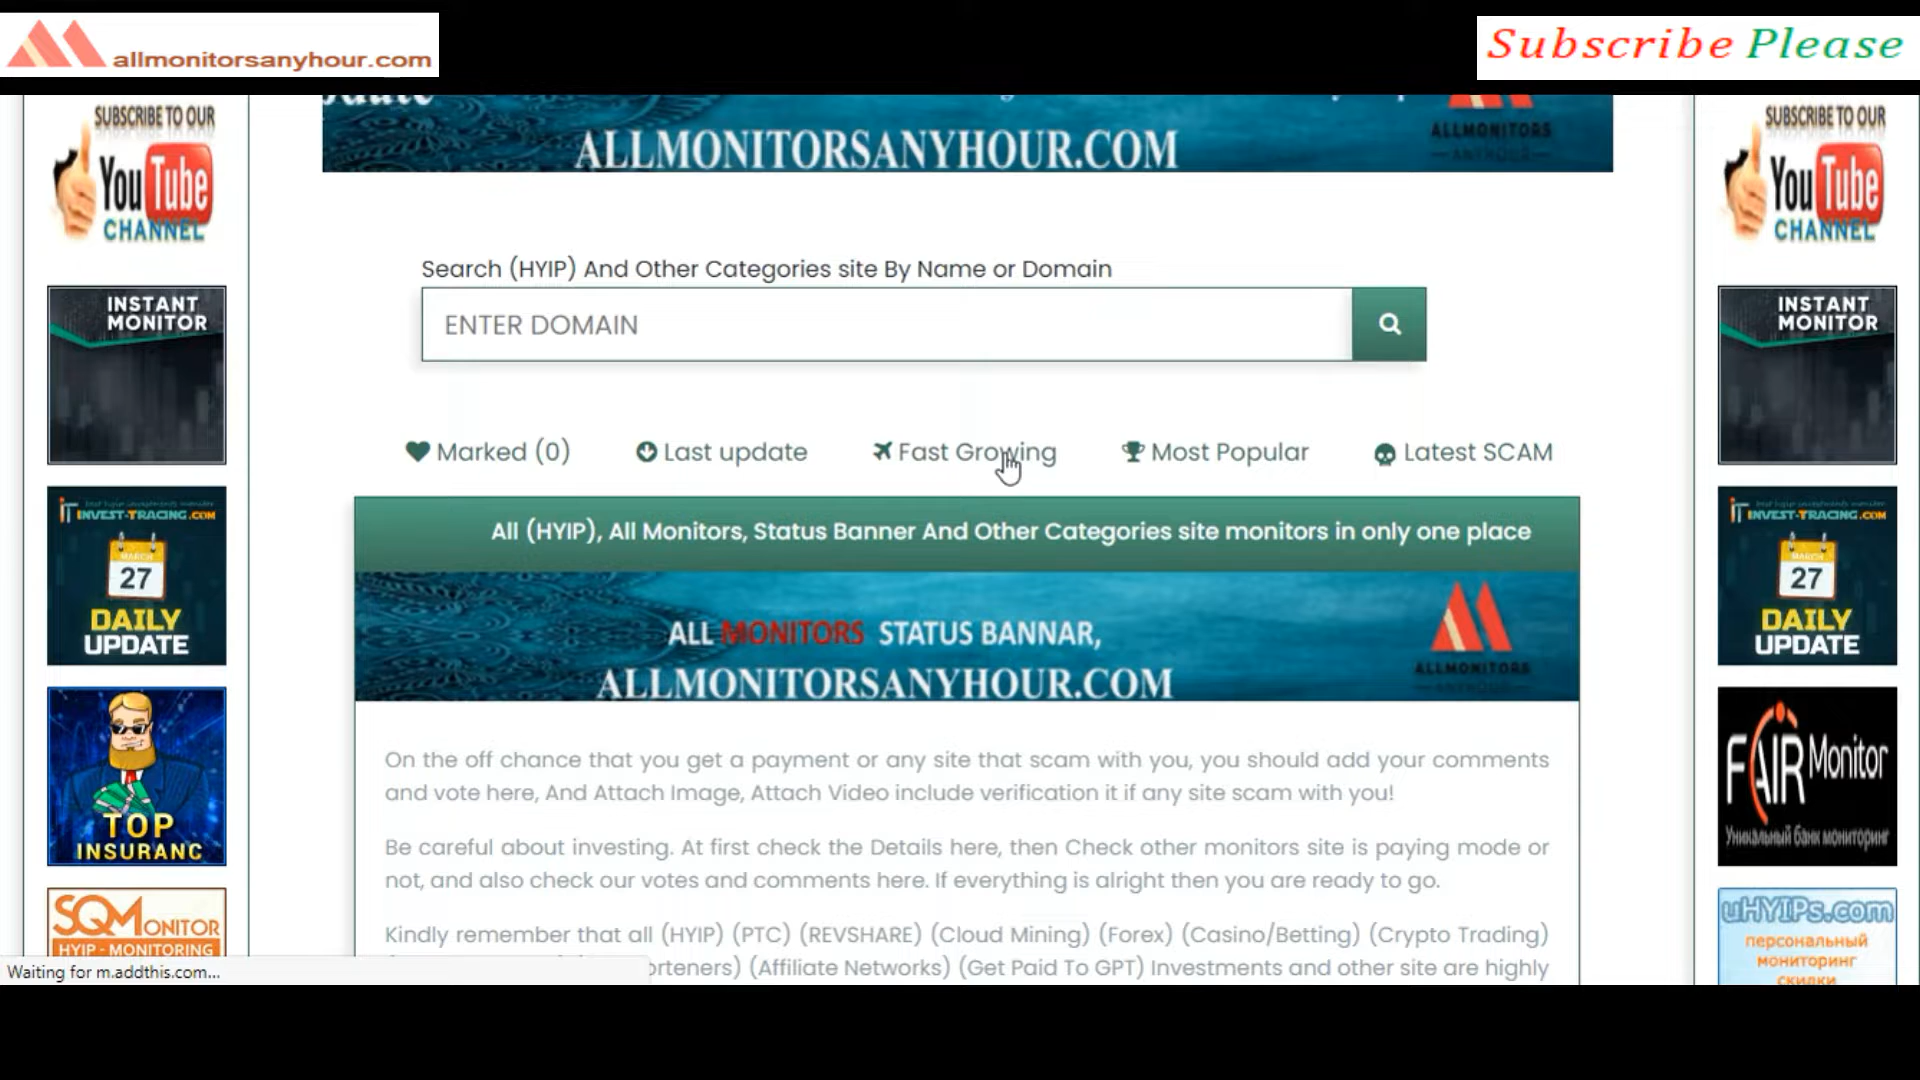 allmonitorsanyhour.com
Subscribe Please
SUBSCRIBE TO OUR
YouTube
CHANNEL
INSTANT
MONITOR
INVEST-TRACING.COM
MARCH
27
DAILY
UPDATE
TOP
INSURANC
SQMONITOR
HYIP - MONITORING
ALLMONITORSANYHOUR.COM
ALLMONITORS
Search (HYIP) And Other Categories site By Name or Domain
ENTER DOMAIN
Marked (0) Last update Fast Growing Most Popular Latest SCAM
All (HYIP), All Monitors, Status Banner And Other Categories site monitors in only one place
ALL MONITORS STATUS BANNAR,
ALLMONITORSANYHOUR.COM
ALLMONITORS
On the off chance that you get a payment or any site that scam with you, you should add your comments
and vote here, And Attach Image, Attach Video include verification it if any site scam with you!
Be careful about investing. At first check the Details here, then Check other monitors site is paying mode or
not, and also check our votes and comments here. If everything is alright then you are ready to go.
Kindly remember that all (HYIP) (PTC) (REVSHARE) (Cloud Mining) (Forex) (Casino/Betting) (Crypto Trading)
orteners) (Affiliate Networks) (Get Paid To GPT) Investments and other site are highly
SUBSCRIBE TO OUR
YouTube
CHANNEL
INSTANT
MONITOR
INVEST-TRACING.COM
MARCH
27
DAILY
UPDATE
FAIR Monitor
Уникальный банк мониторинг
uHYIPs.com
персональный
мониторинг
скидки
Waiting for m.addthis.com...